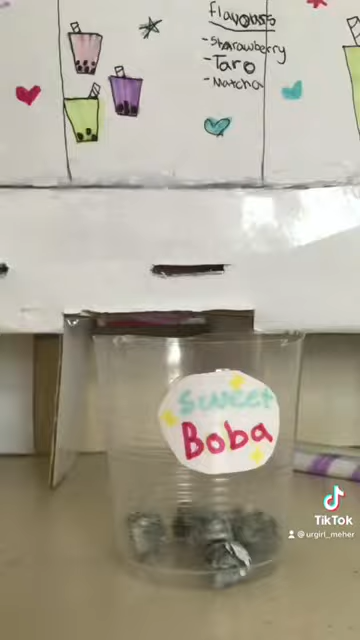 Flavours
- Strawberry
- Taro
- Matcha
Sweet
Boba
TikTok
@urgirl_meher